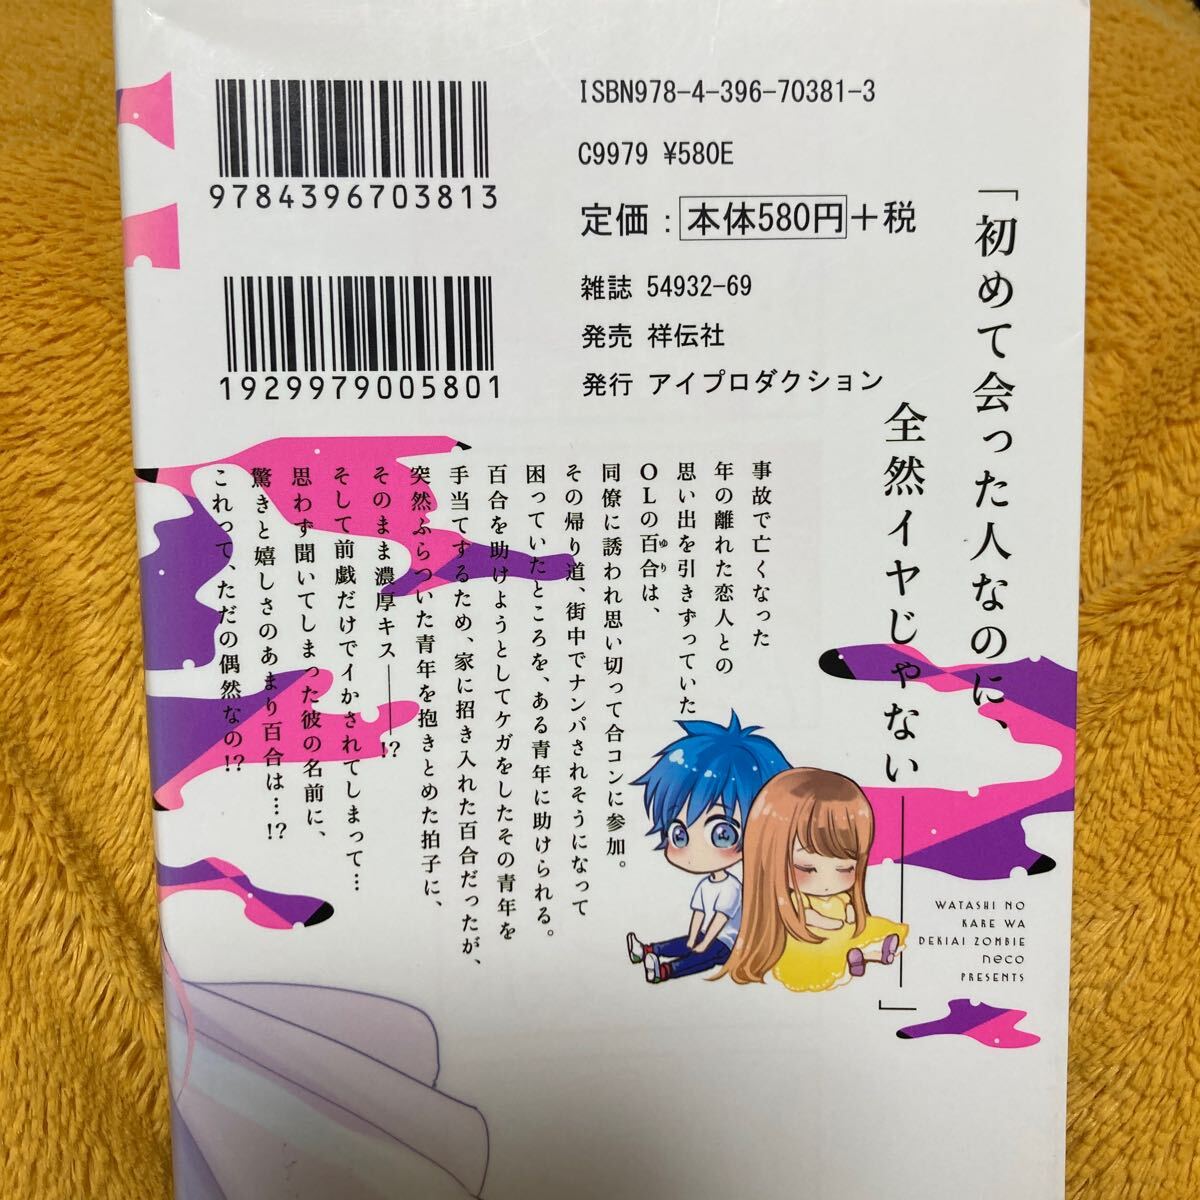 ISBN978-4-396-70381-3
C9979 ¥580E
9784396703813
定価：本体580円＋税
雑誌 54932-69
発売 祥伝社
発行 アイプロダクション
1929979005801
「初めて会った人なのに、
全然イヤじゃない――」
事故で亡くなった
年の離れた恋人との
思い出を引きずっていた
OLの百合は、
ゆり
同僚に誘われ思い切って合コンに参加。
その帰り道、街中でナンパされそうになって
困っていたところを、ある青年に助けられる。
百合を助けようとしてケガをしたその青年を
手当てするため、家に招き入れた百合だったが、
突然ふらついた青年を抱きとめた拍子に、
そのまま濃厚キス――!?
そして前戯だけでイかされてしまって…
思わず聞いてしまった彼の名前に、
驚きと嬉しさのあまり百合は…!?
これって、ただの偶然なの!?
WATASHI NO
KARE WA
DEKIAI ZOMBIE
neco
PRESENTS